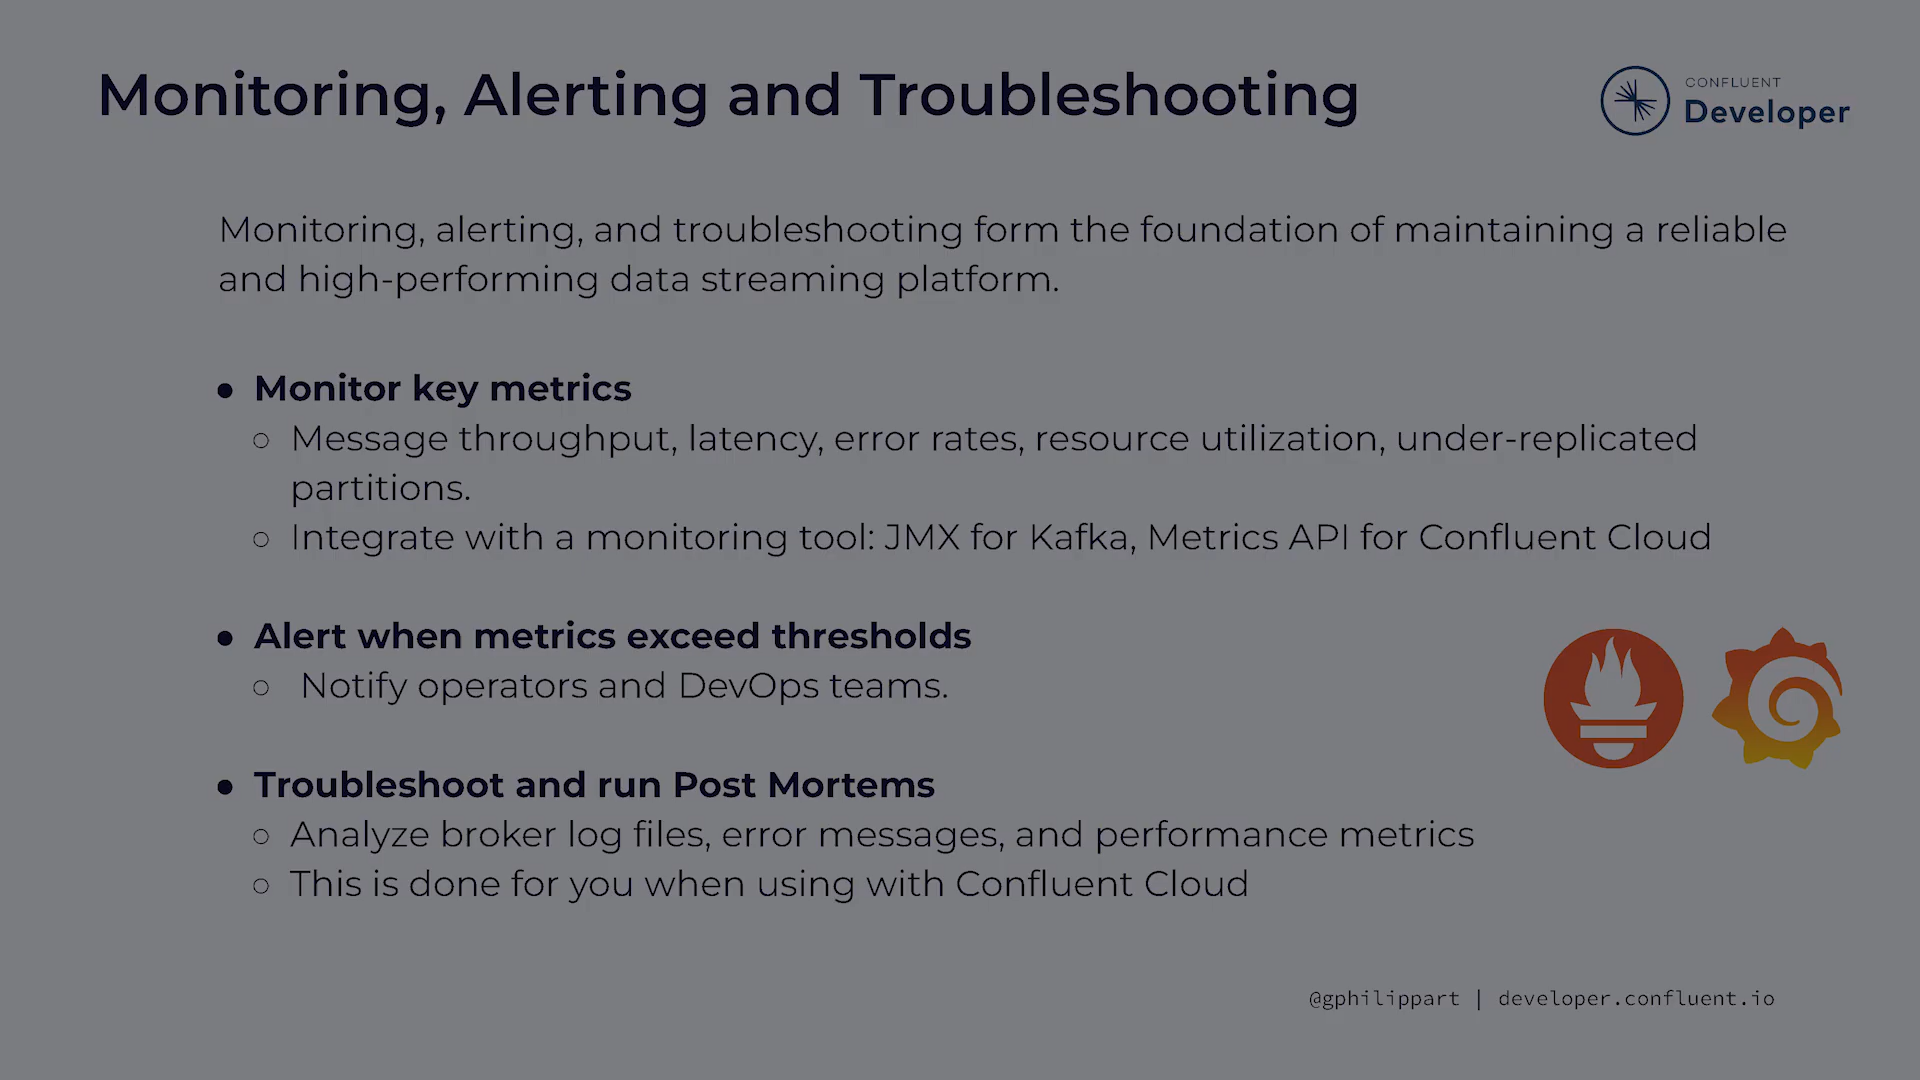 Monitoring, Alerting and Troubleshooting
CONFLUENT
Developer
Monitoring, alerting, and troubleshooting form the foundation of maintaining a reliable
and high-performing data streaming platform.
● Monitor key metrics
○ Message throughput, latency, error rates, resource utilization, under-replicated
partitions.
○ Integrate with a monitoring tool: JMX for Kafka, Metrics API for Confluent Cloud
● Alert when metrics exceed thresholds
○ Notify operators and DevOps teams.
● Troubleshoot and run Post Mortems
○ Analyze broker log files, error messages, and performance metrics
○ This is done for you when using with Confluent Cloud
@gphilippart | developer.confluent.io